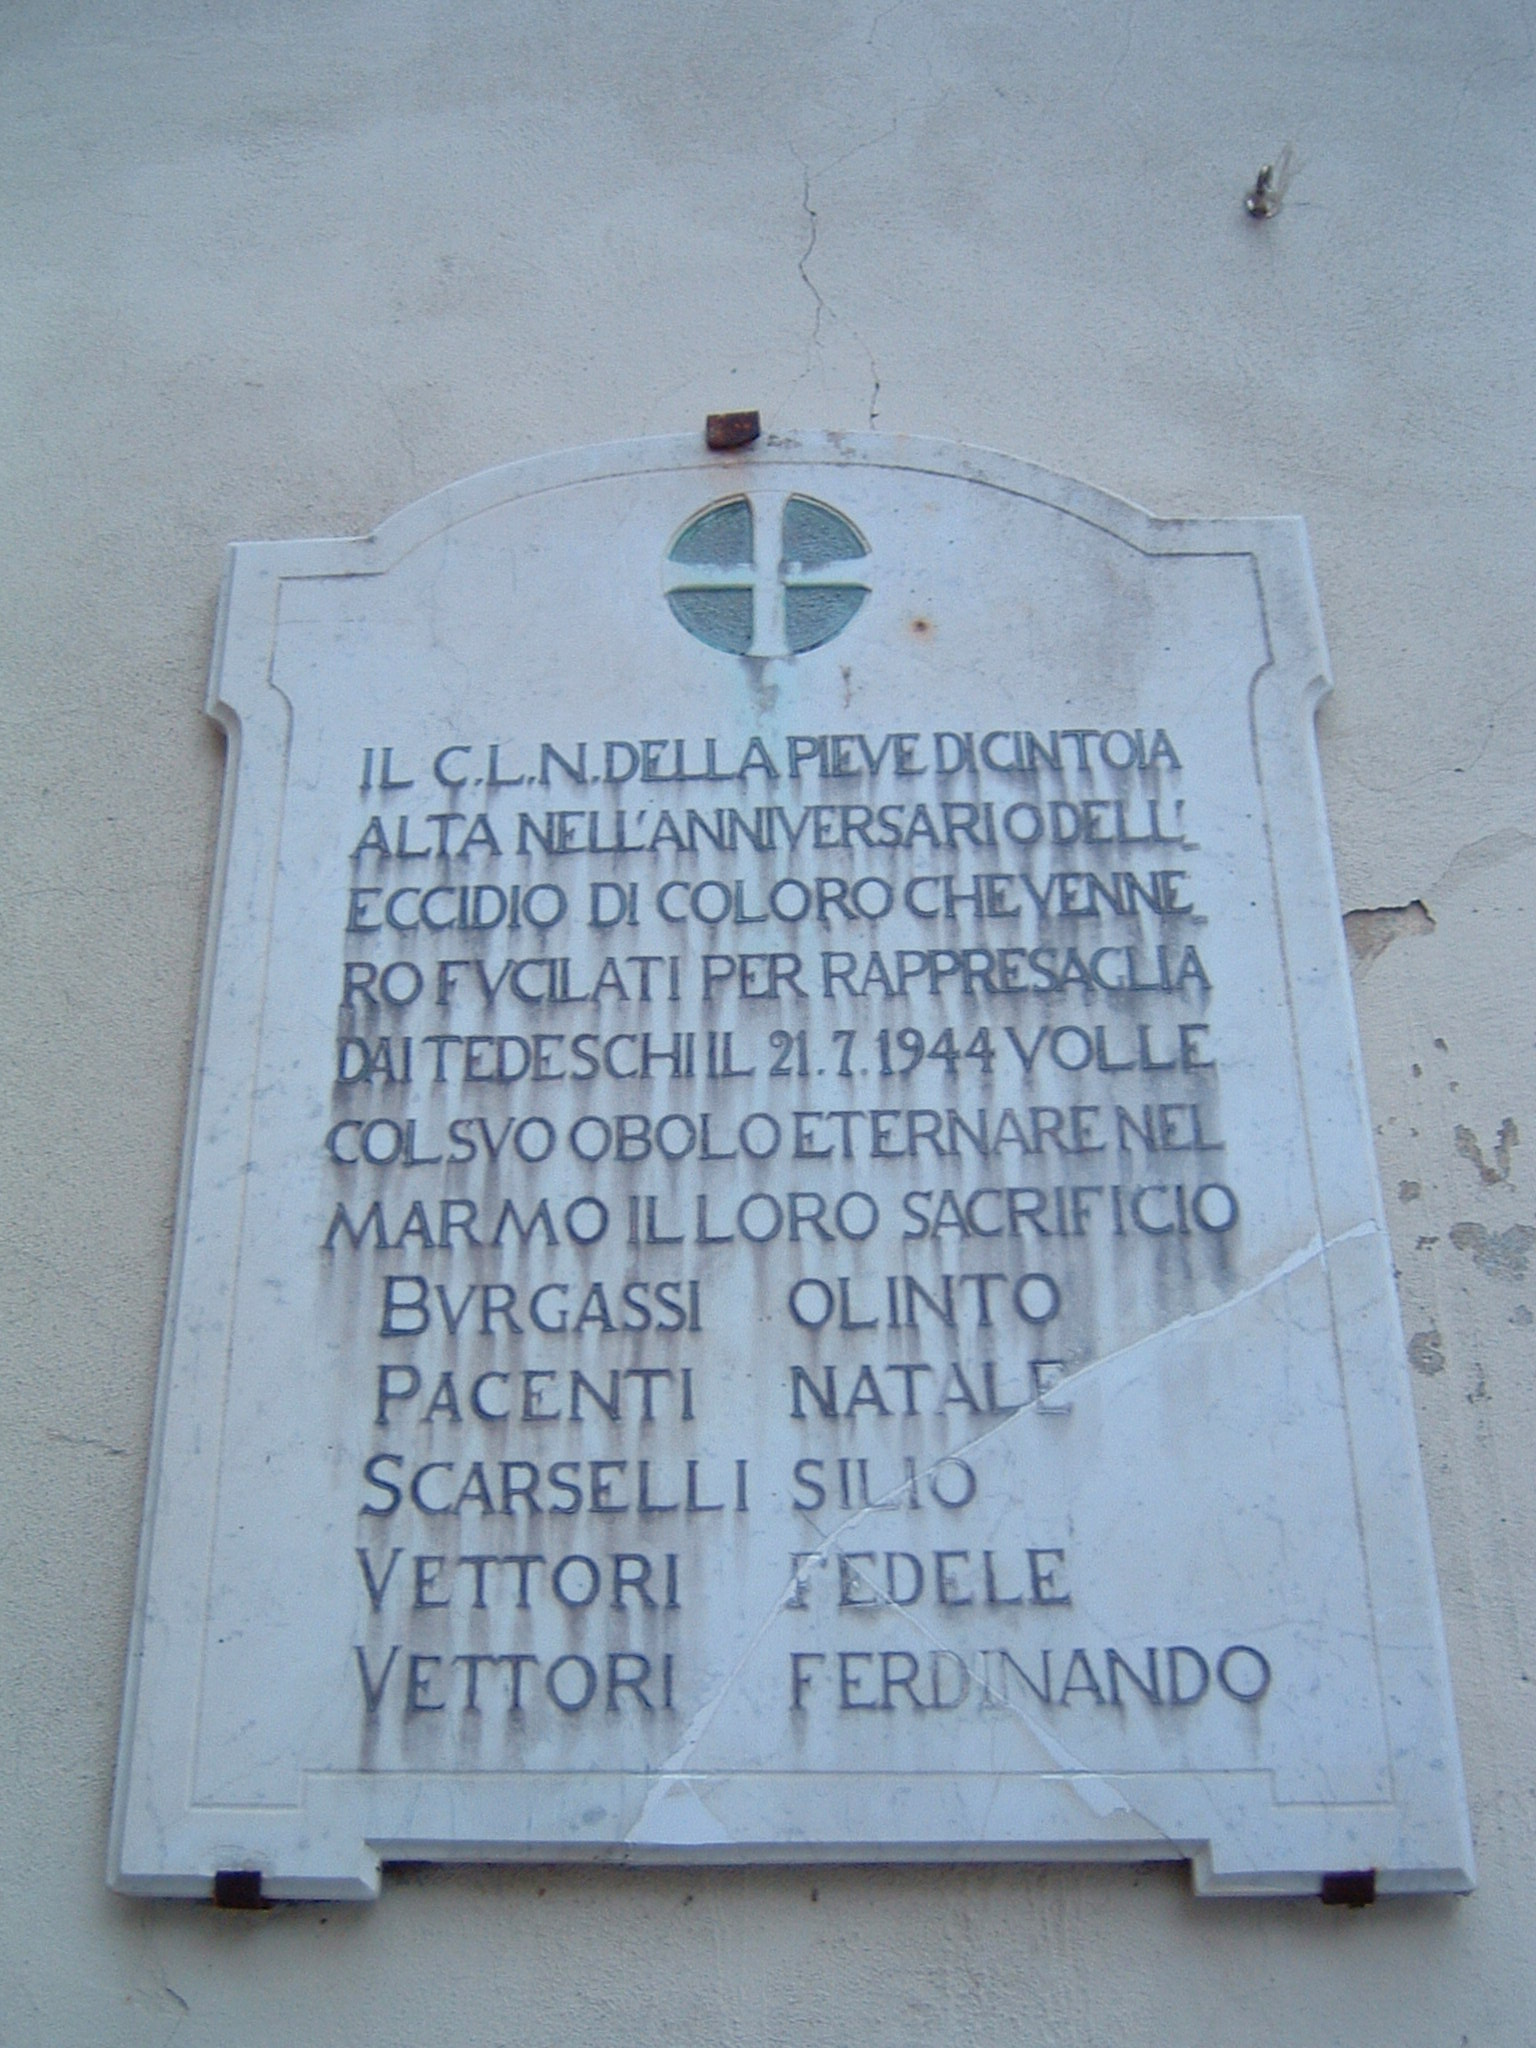 IL C.L.N. DELLA PIEVE DI CINTOIA
ALTA NELL'ANNIVERSARIO DELL'
ECCIDIO DI COLORO CHE VENNE
RO FVCILATI PER RAPPRESAGLIA
DAI TEDESCHI IL 21.7.1944 VOLLE
COL SVO OBOLO ETERNARE NEL
MARMO IL LORO SACRIFICIO
BVRGASSI OLINTO
PACENTI NATALE
SCARSELLI SILIO
VETTORI FEDELE
VETTORI FERDINANDO